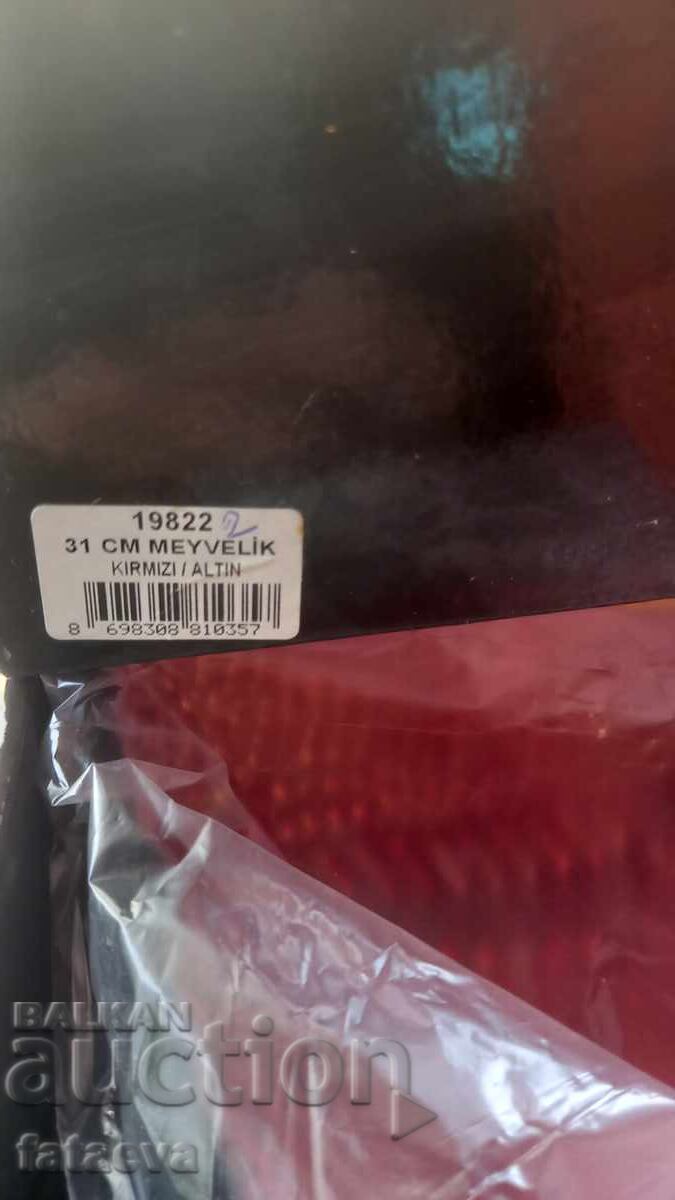 19822 2
31 CM MEYVELİK
KIRMIZI / ALTIN
8 698308 810357
BALKAN
auction
fataeva